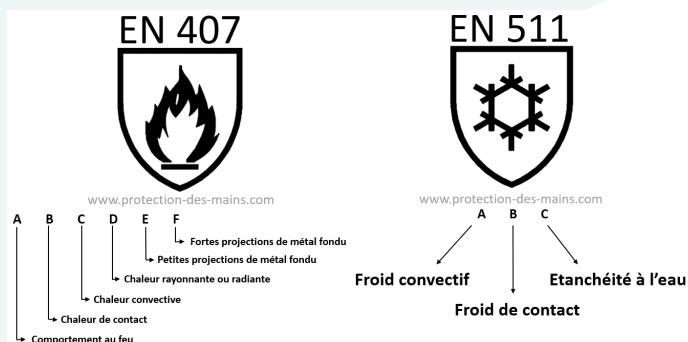 EN 407
www.protection-des-mains.com
A B C D E F
Fortes projections de métal fondu
Petites projections de métal fondu
Chaleur rayonnante ou radiante
Chaleur convective
Chaleur de contact
Comportement au feu
EN 511
www.protection-des-mains.com
A B C
Froid convectif
Etanchéité à l'eau
Froid de contact